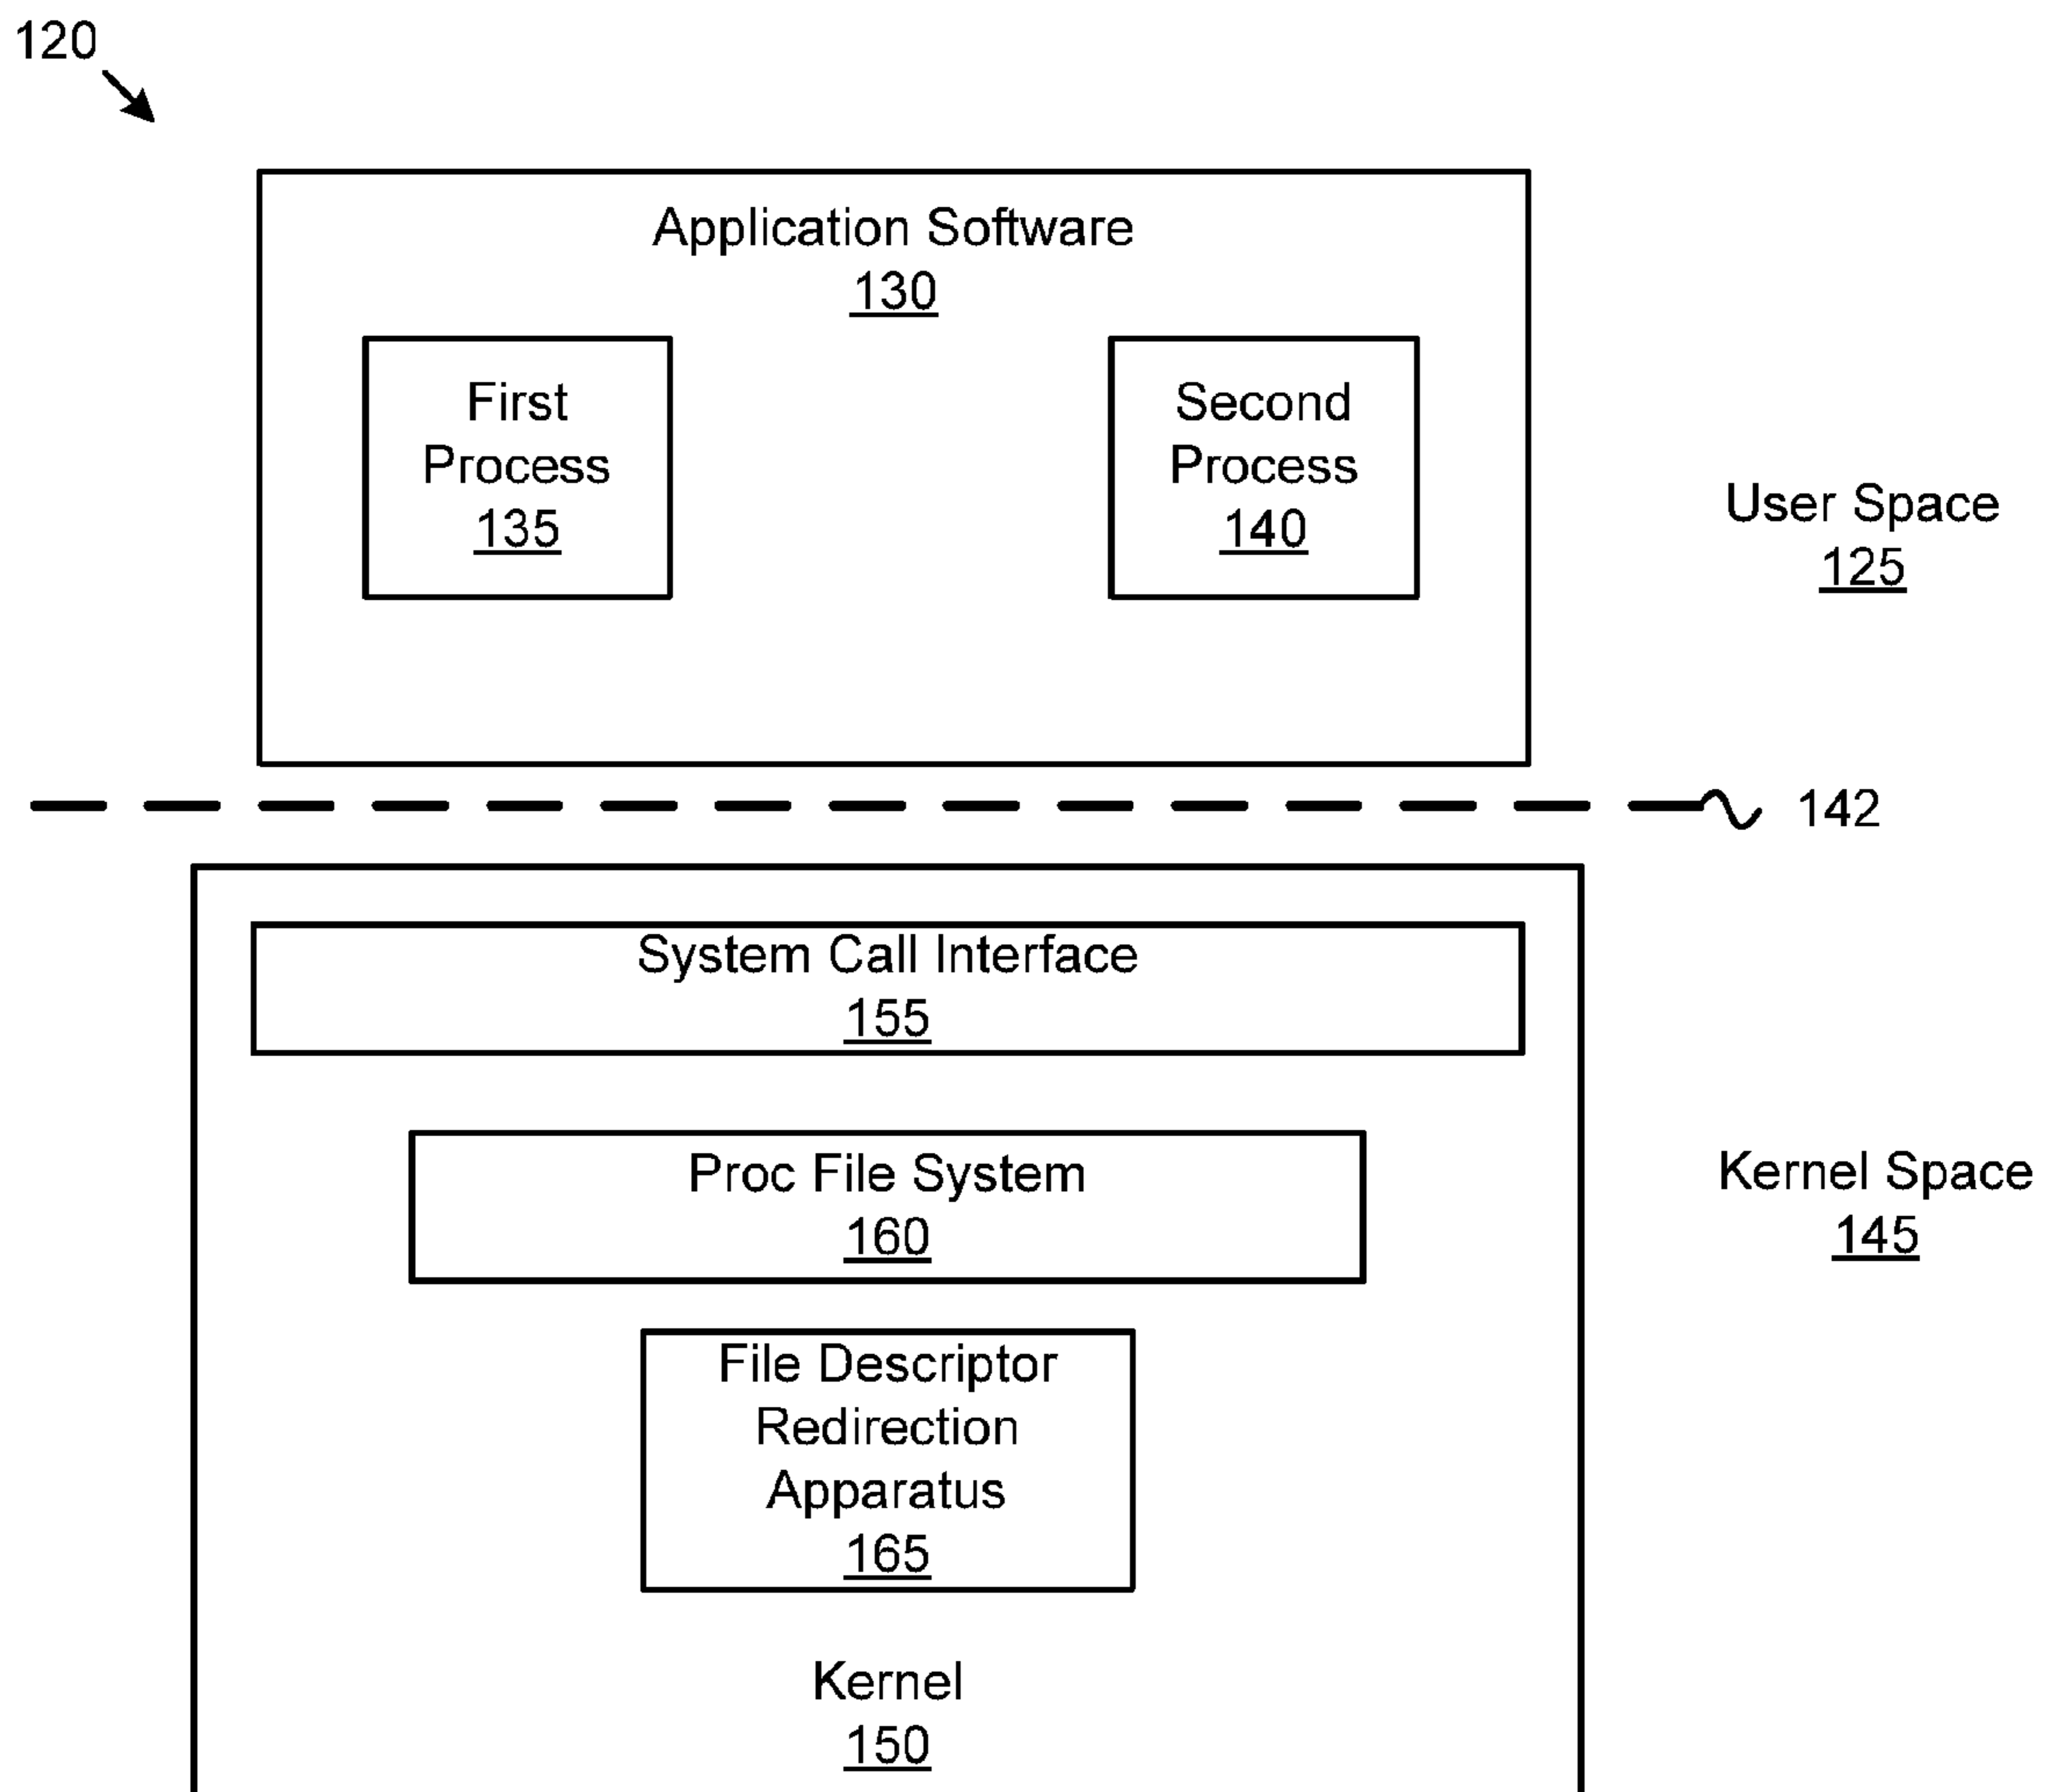 120
Application Software
130
First
Process
135
Second
Process
140
User Space
125
142
System Call Interface
155
Proc File System
160
Kernel Space
145
File Descriptor
Redirection
Apparatus
165
Kernel
150